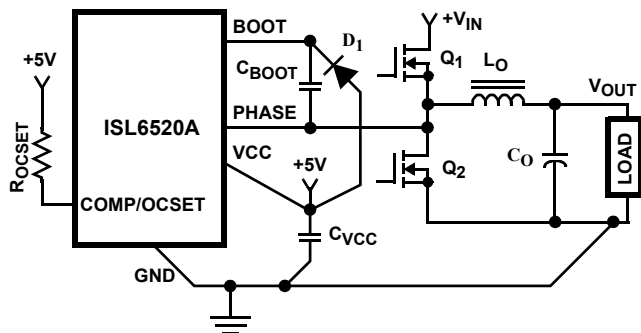 +VIN
BOOT
D1
+5V
CBOOT
Q1
LO
VOUT
ISL6520A
PHASE
VCC
ROCSET
+5V
Q2
CO
LOAD
COMP/OCSET
CVCC
GND